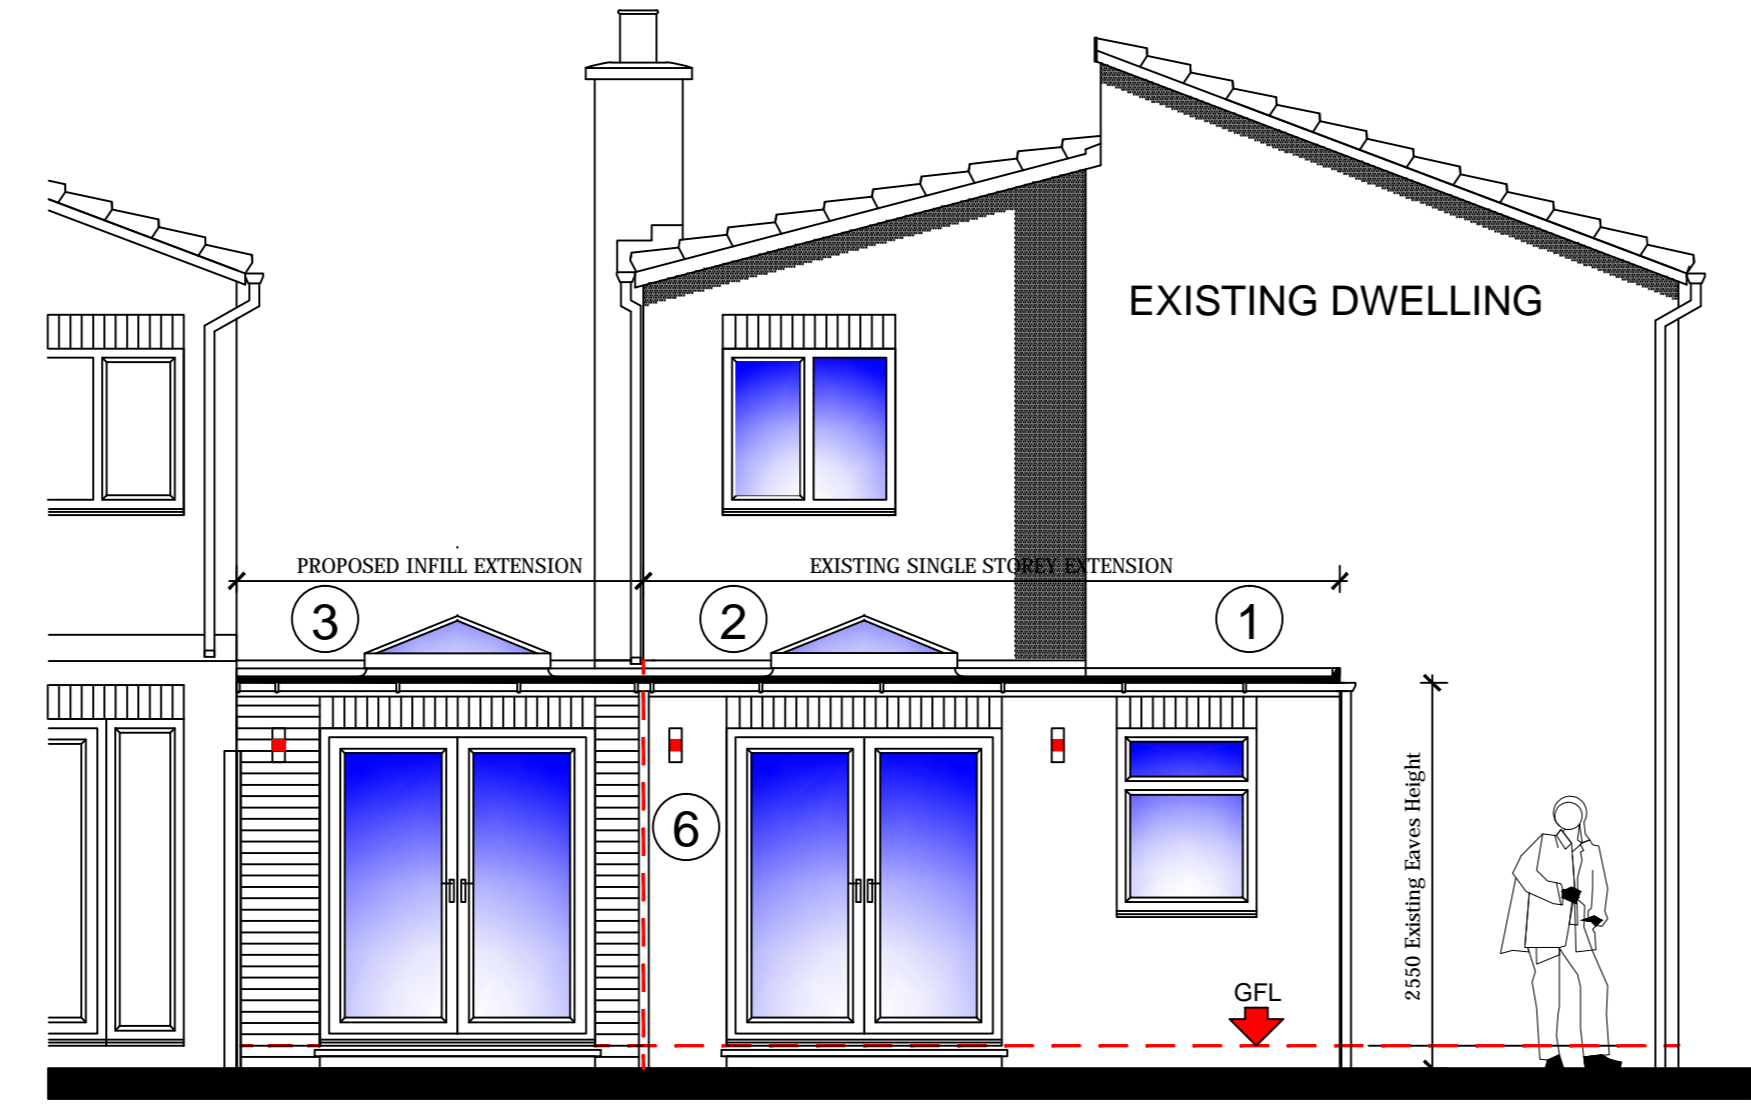 EXISTING DWELLING
PROPOSED INFILL EXTENSION
EXISTING SINGLE STOREY EXTENSION
3
2
1
6
2550 Existing Eaves Height
GFL